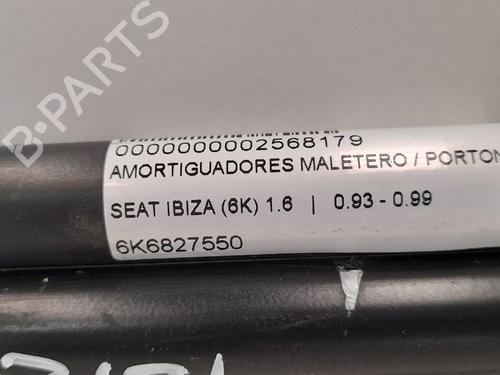 B-PARTS
0000000002568179
AMORTIGUADORES MALETERO / PORTON
SEAT IBIZA (6K) 1.6 | 0.93 - 0.99
6K6827550